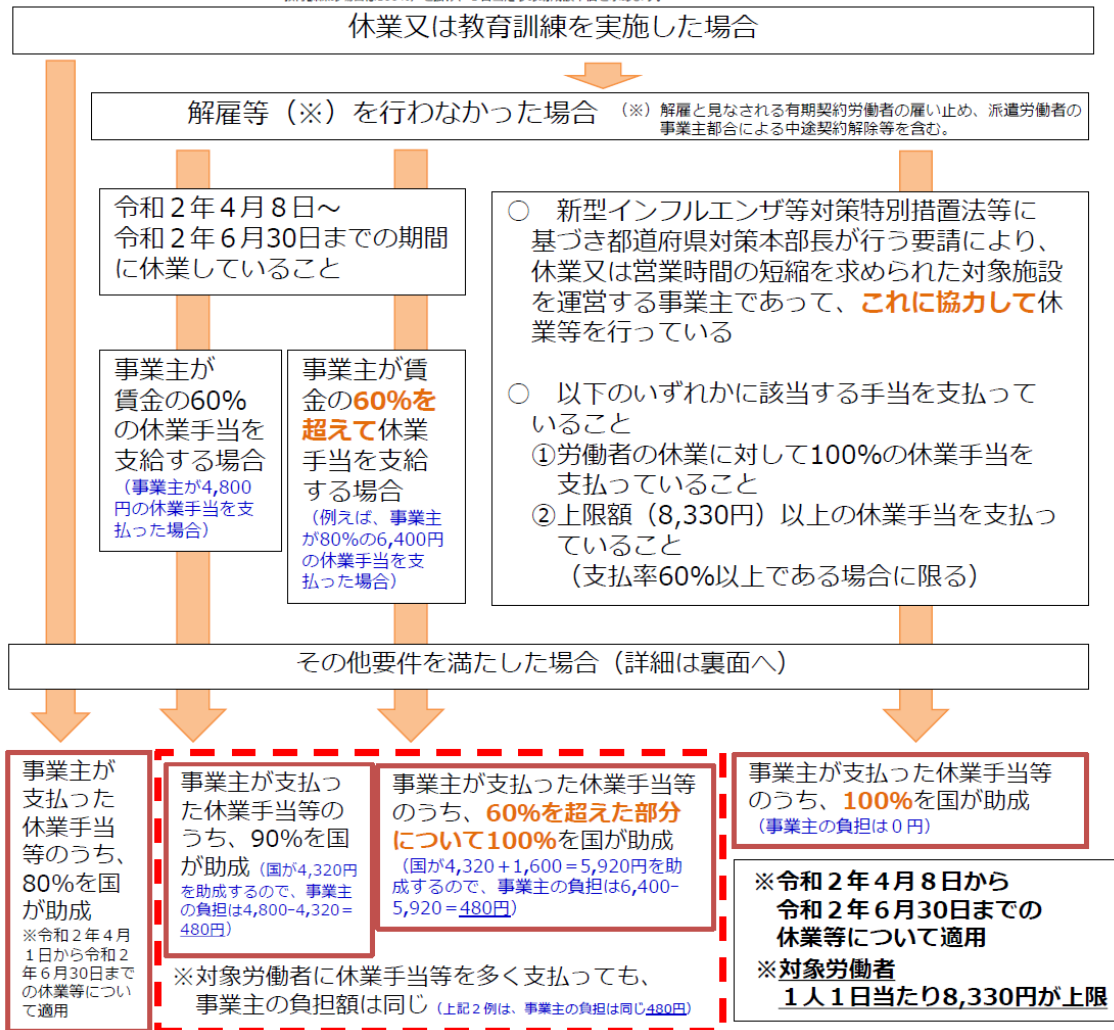 休業又は教育訓練を実施した場合
解雇等（※）を行わなかった場合 （※）解雇と見なされる有期契約労働者の雇い止め、派遣労働者の
事業主都合による中途契約解除等を含む。
令和２年４月８日～
令和２年６月30日までの期間
に休業していること
事業主が
賃金の60%
の休業手当を
支給する場合
（事業主が4,800
円の休業手当を支
払った場合）
事業主が賃
金の60%を
超えて休業
手当を支給
する場合
（例えば、事業主
が80%の6,400円
の休業手当を支
払った場合）
○ 新型インフルエンザ等対策特別措置法等に
基づき都道府県対策本部長が行う要請により、
休業又は営業時間の短縮を求められた対象施設
を運営する事業主であって、これに協力して休
業等を行っている
○ 以下のいずれかに該当する手当を支払って
いること
①労働者の休業に対して100%の休業手当を
支払っていること
②上限額（8,330円）以上の休業手当を支払っ
ていること
（支払率60%以上である場合に限る）
その他要件を満たした場合（詳細は裏面へ）
事業主が
支払った
休業手当
等のうち、
80%を国
が助成
※令和２年４月
１日から令和２
年６月30日まで
の休業等につい
て適用
事業主が支払っ
た休業手当等の
うち、90%を国
が助成（国が4,320円
を助成するので、事業主
の負担は4,800-4,320＝
480円）
事業主が支払った休業手当等
のうち、60%を超えた部分
について100%を国が助成
（国が4,320＋1,600＝5,920円を助
成するので、事業主の負担は6,400-
5,920＝480円）
※対象労働者に休業手当等を多く支払っても、
事業主の負担額は同じ（上記２例は、事業主の負担は同じ480円）
事業主が支払った休業手当等
のうち、100%を国が助成
（事業主の負担は０円）
※令和２年４月８日から
令和２年６月30日までの
休業等について適用
※対象労働者
１人１日当たり8,330円が上限